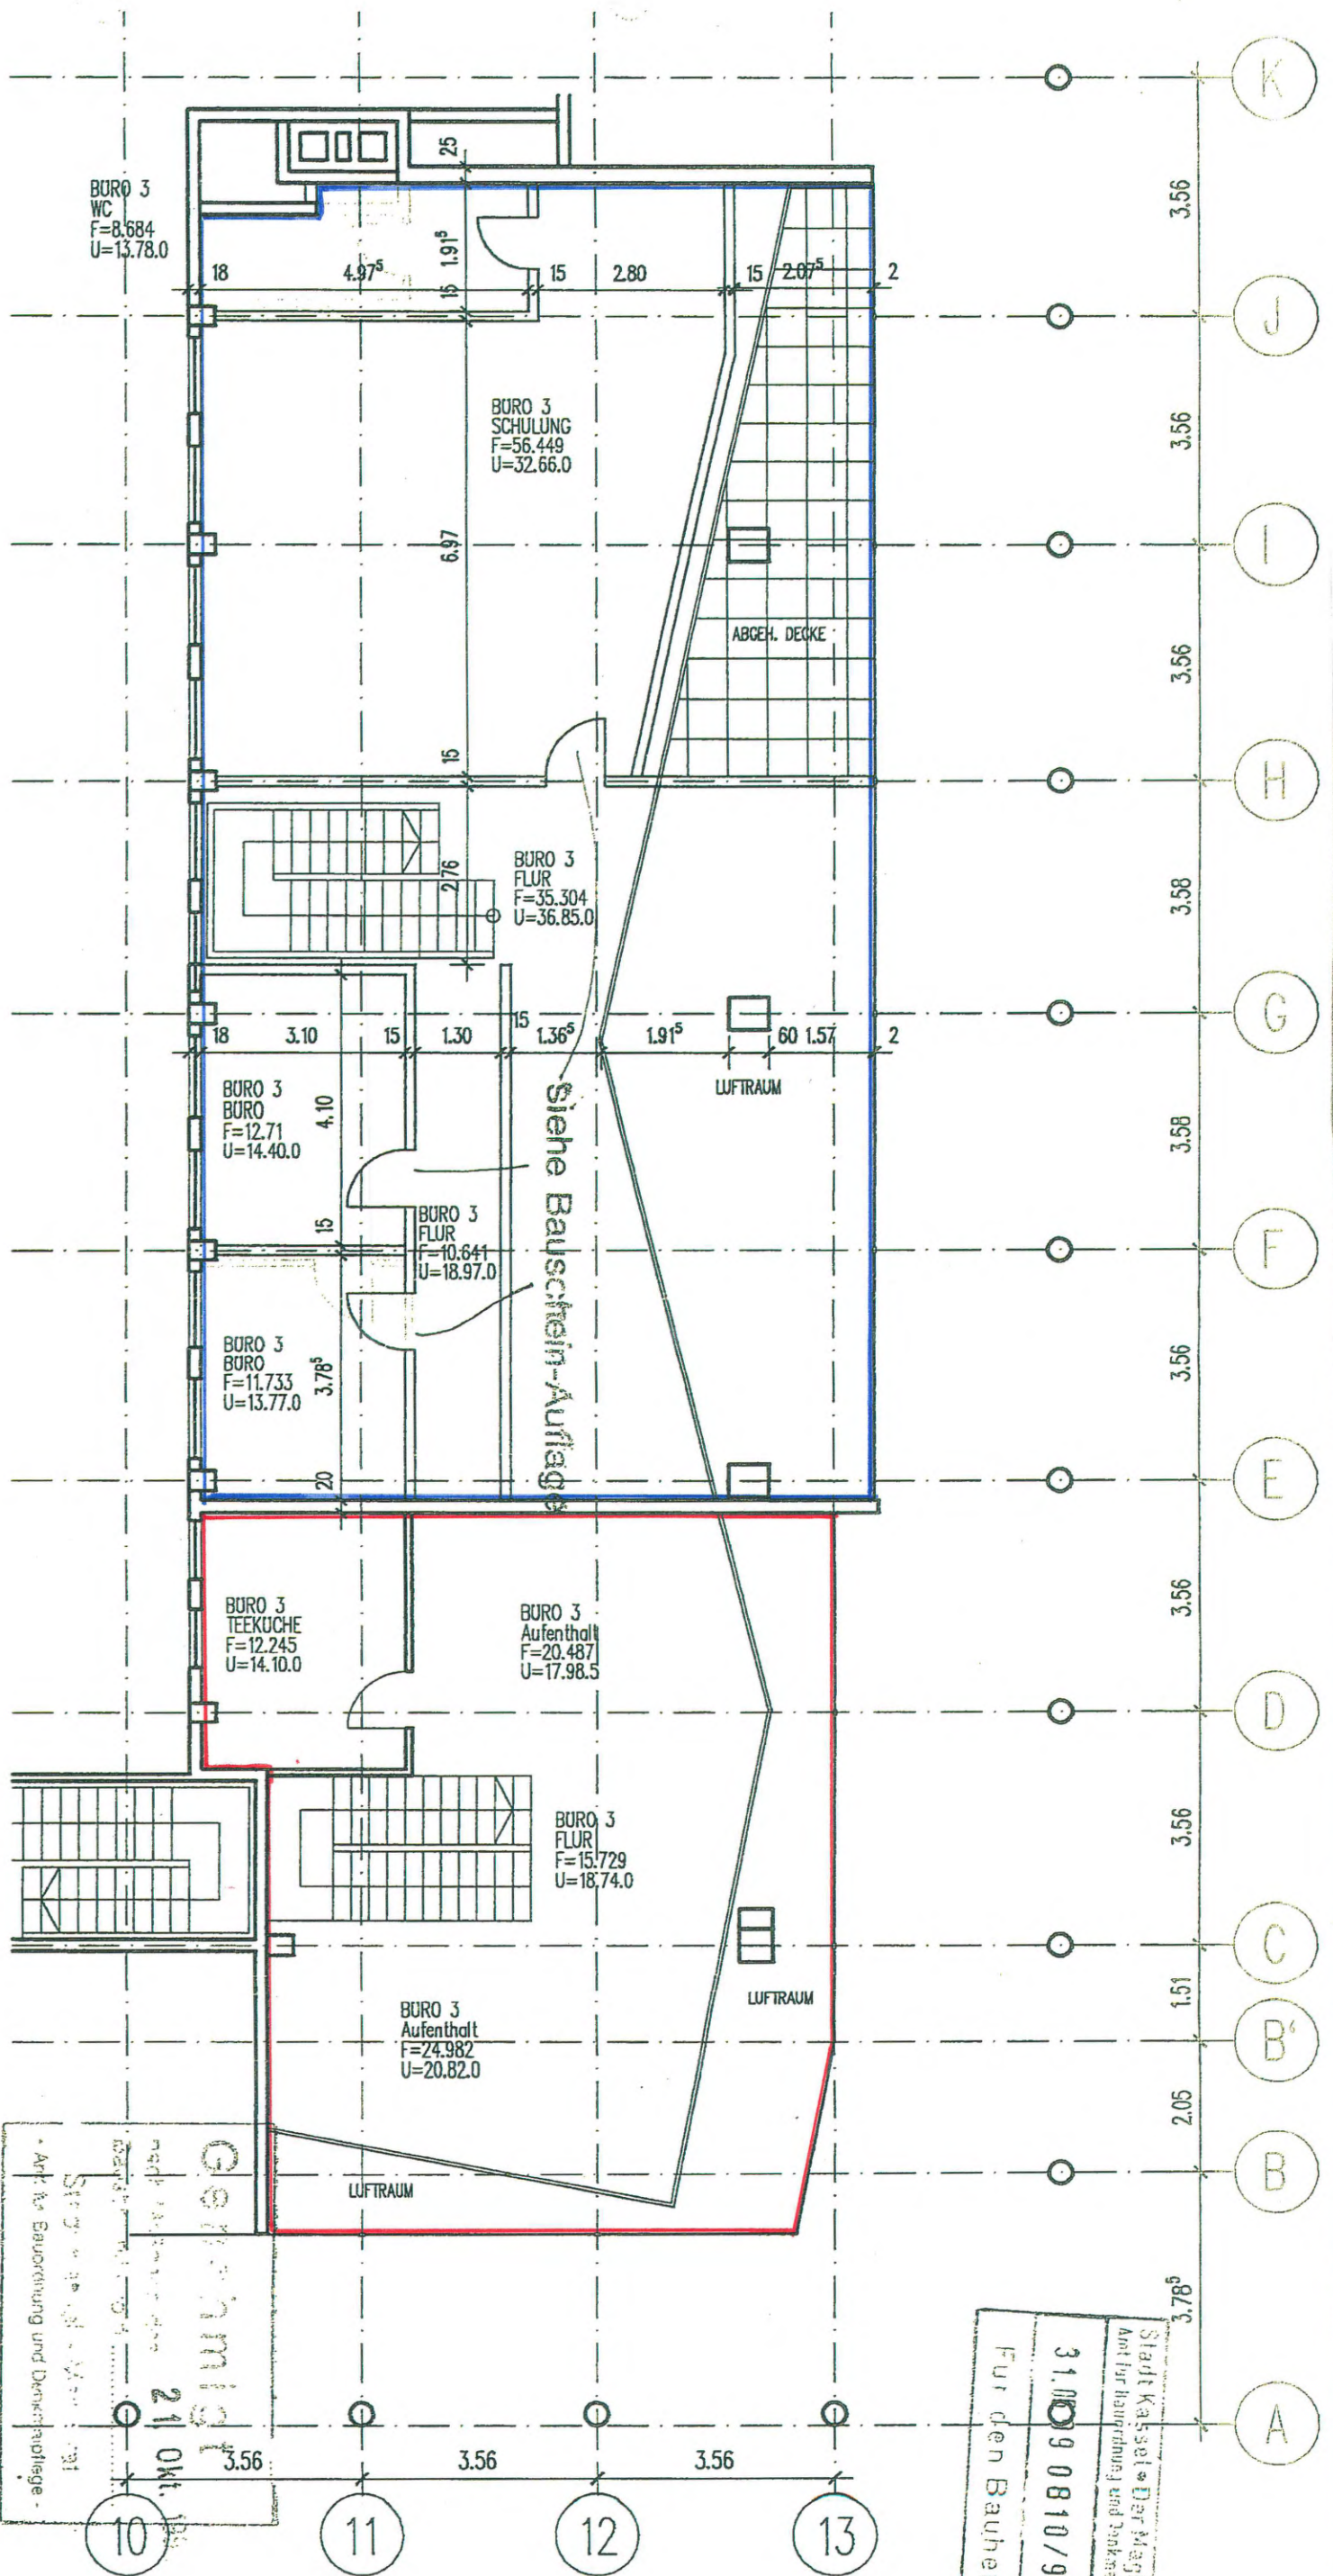 K
25
3.56
BÜRO 3
WC
F=8.684
U=13.78.0
1.91⁵
18
4.97⁵
15
2.80
15
2.07⁵
2
15
J
BÜRO 3
SCHULUNG
F=56.449
U=32.66.0
3.56
6.97
I
ABGEH. DECKE
3.56
15
H
BÜRO 3
FLUR
F=35.304
U=36.85.0
2.76
3.58
G
18
3.10
15
1.30
15
1.36⁵
1.91⁵
60
1.57
2
LUFTRAUM
BÜRO 3
BÜRO
F=12.71
U=14.40.0
4.10
3.58
Siehe Bauschein-Auflage
BÜRO 3
FLUR
F=10.641
U=18.97.0
15
F
BÜRO 3
BÜRO
F=11.733
U=13.77.0
3.78⁵
3.56
20
E
BÜRO 3
TEEKÜCHE
F=12.245
U=14.10.0
BÜRO 3
Aufenthalt
F=20.487
U=17.98.5
3.56
D
BÜRO 3
FLUR
F=15.729
U=18.74.0
3.56
C
LUFTRAUM
1.51
BÜRO 3
Aufenthalt
F=24.982
U=20.82.0
B'
2.05
B
LUFTRAUM
3.78⁵
Genehmigt
21. Okt.
Bauordnung und Denkmalpflege -
Stadt Kassel Der Mag
Amt für Bauordnung und
0810/9
Für den Bauhe
A
3.56
3.56
3.56
10
11
12
13